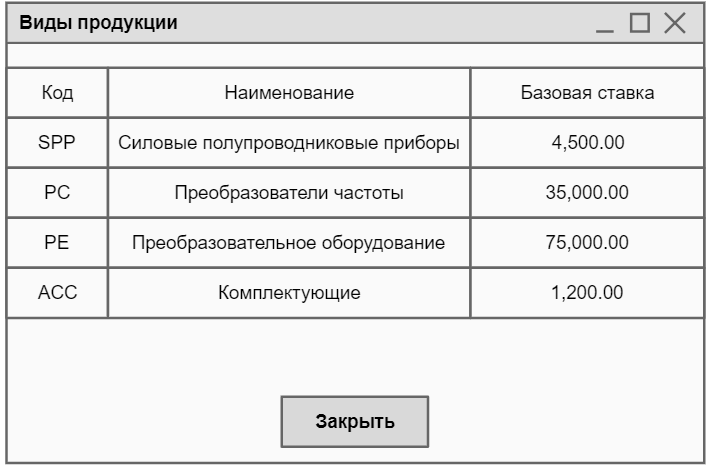 Виды продукции
Код Наименование Базовая ставка
SPP Силовые полупроводниковые приборы 4,500.00
PC Преобразователи частоты 35,000.00
PE Преобразовательное оборудование 75,000.00
ACC Комплектующие 1,200.00
Закрыть